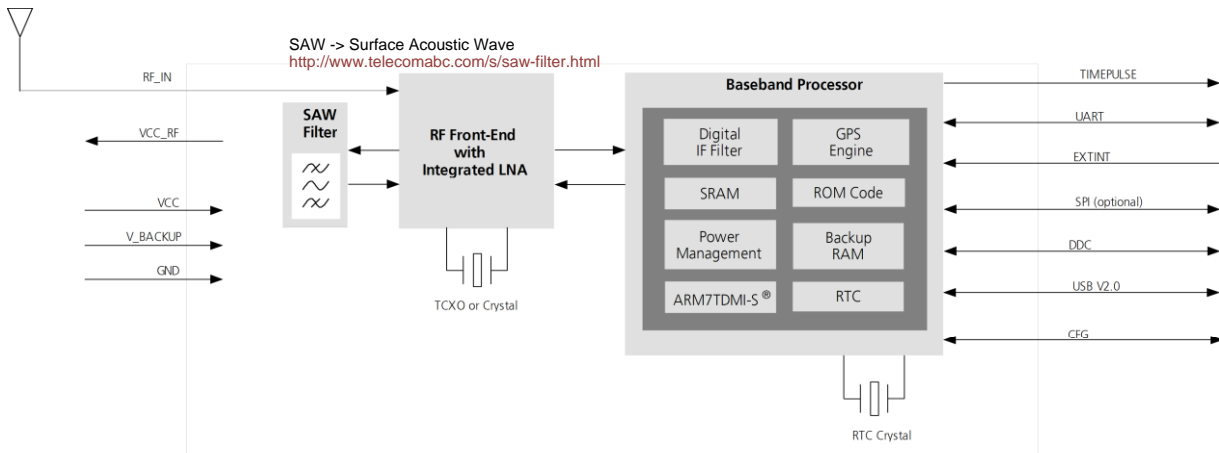 SAW -> Surface Acoustic Wave
http://www.telecomabc.com/s/saw-filter.html
RF_IN
VCC_RF
VCC
V_BACKUP
GND
SAW
Filter
RF Front-End
with
Integrated LNA
TCXO or Crystal
Baseband Processor
Digital
IF Filter
GPS
Engine
SRAM
ROM Code
Power
Management
Backup
RAM
ARM7TDMI-S ®
RTC
RTC Crystal
TIMEPULSE
UART
EXTINT
SPI (optional)
DDC
USB V2.0
CFG